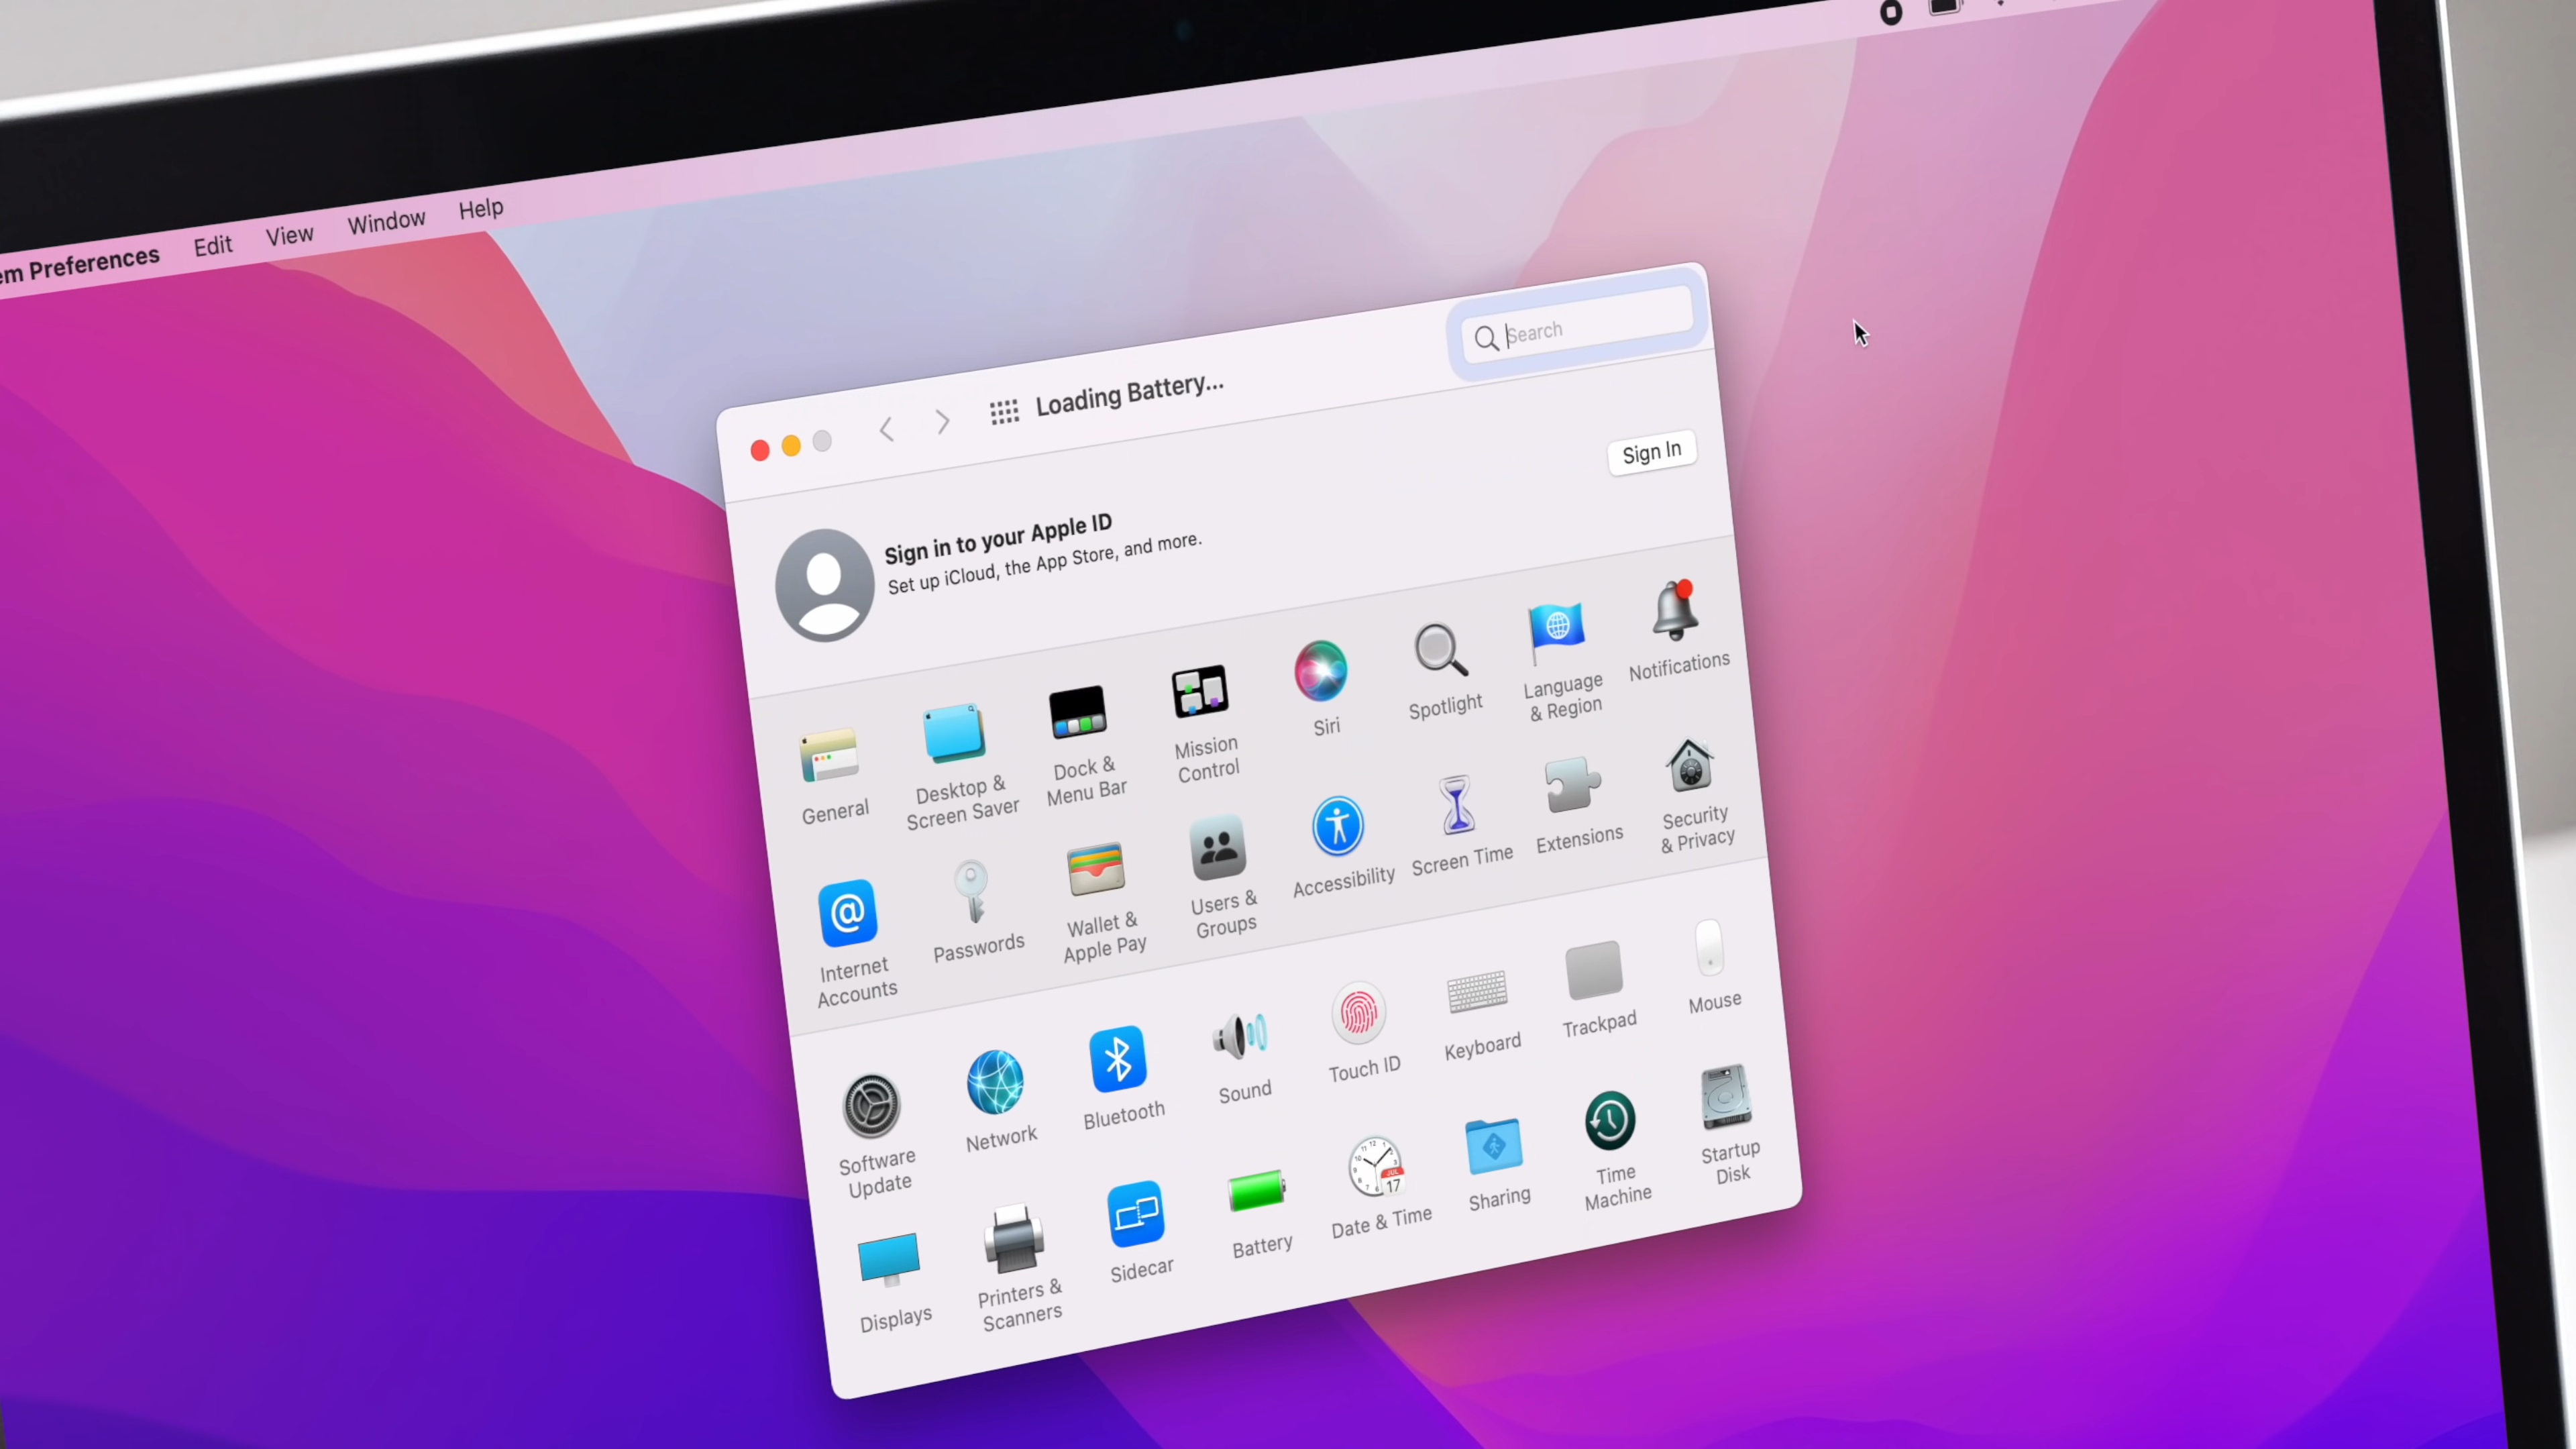 em Preferences Edit View Window Help
Loading Battery...
Search
Sign In
Sign in to your Apple ID
Set up iCloud, the App Store, and more.
General
Desktop &
Screen Saver
Dock &
Menu Bar
Mission
Control
Siri
Spotlight
Language
& Region
Notifications
Internet
Accounts
Passwords
Wallet &
Apple Pay
Users &
Groups
Accessibility
Screen Time
Extensions
Security
& Privacy
Software
Update
Network
Bluetooth
Sound
Touch ID
Keyboard
Trackpad
Mouse
Displays
Printers &
Scanners
Sidecar
Battery
JUL
17
Date & Time
Sharing
Time
Machine
Startup
Disk